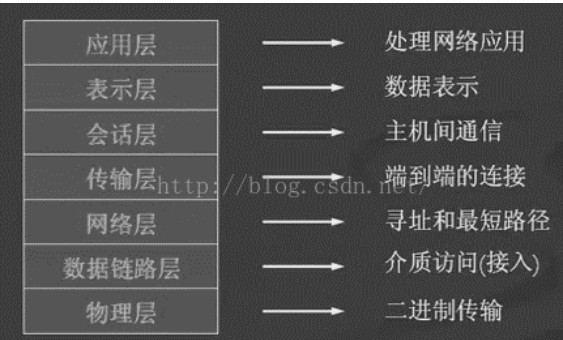 应用层 处理网络应用
表示层 数据表示
会话层 主机间通信
传输层 端到端的连接
http://blog.csdn.net/
网络层 寻址和最短路径
数据链路层 介质访问(接入)
物理层 二进制传输